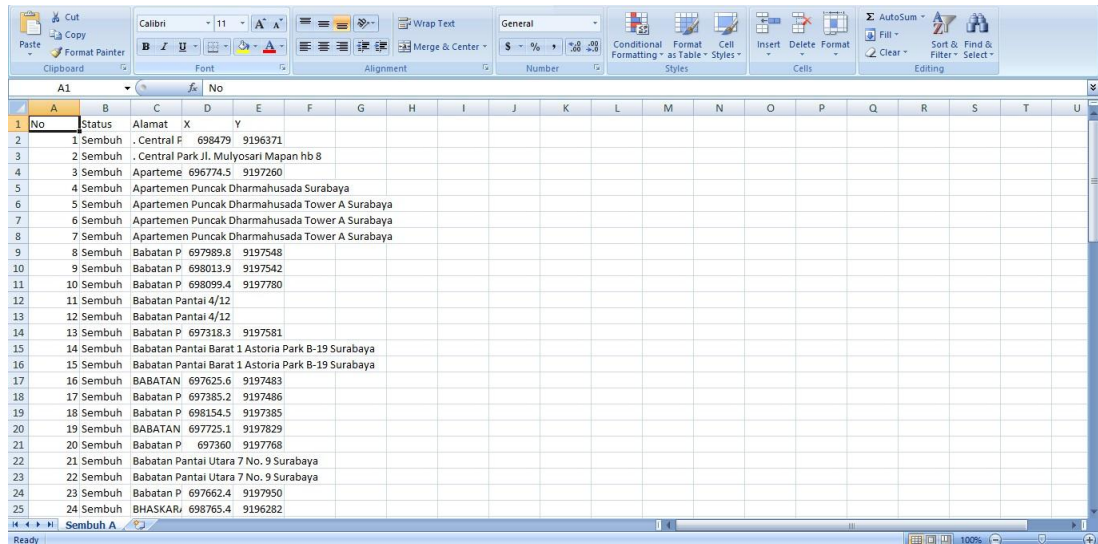 Cut
Copy
Format Painter
Paste
Clipboard
Calibri 11 A A
B I U A
Font
Wrap Text
Merge & Center
Alignment
General
$ % , .0 .00 .00 .0
Number
Conditional Formatting
Format as Table
Cell Styles
Styles
Insert Delete Format
Cells
Σ AutoSum
Fill
Clear
Sort & Filter
Find & Select
Editing
A1 fx No
A B C D E F G H I J K L M N O P Q R S T U
1 No Status Alamat X Y
2 1 Sembuh . Central P 698479 9196371
3 2 Sembuh . Central Park Jl. Mulyosari Mapan hb 8
4 3 Sembuh Aparteme 696774.5 9197260
5 4 Sembuh Apartemen Puncak Dharmahusada Surabaya
6 5 Sembuh Apartemen Puncak Dharmahusada Tower A Surabaya
7 6 Sembuh Apartemen Puncak Dharmahusada Tower A Surabaya
8 7 Sembuh Apartemen Puncak Dharmahusada Tower A Surabaya
9 8 Sembuh Babatan P 697989.8 9197548
10 9 Sembuh Babatan P 698013.9 9197542
11 10 Sembuh Babatan P 698099.4 9197780
12 11 Sembuh Babatan Pantai 4/12
13 12 Sembuh Babatan Pantai 4/12
14 13 Sembuh Babatan P 697318.3 9197581
15 14 Sembuh Babatan Pantai Barat 1 Astoria Park B-19 Surabaya
16 15 Sembuh Babatan Pantai Barat 1 Astoria Park B-19 Surabaya
17 16 Sembuh BABATAN 697625.6 9197483
18 17 Sembuh Babatan P 697385.2 9197486
19 18 Sembuh Babatan P 698154.5 9197385
20 19 Sembuh BABATAN 697725.1 9197829
21 20 Sembuh Babatan P 697360 9197768
22 21 Sembuh Babatan Pantai Utara 7 No. 9 Surabaya
23 22 Sembuh Babatan Pantai Utara 7 No. 9 Surabaya
24 23 Sembuh Babatan P 697662.4 9197950
25 24 Sembuh BHASKAR 698765.4 9196282
Sembuh A
Ready 100%